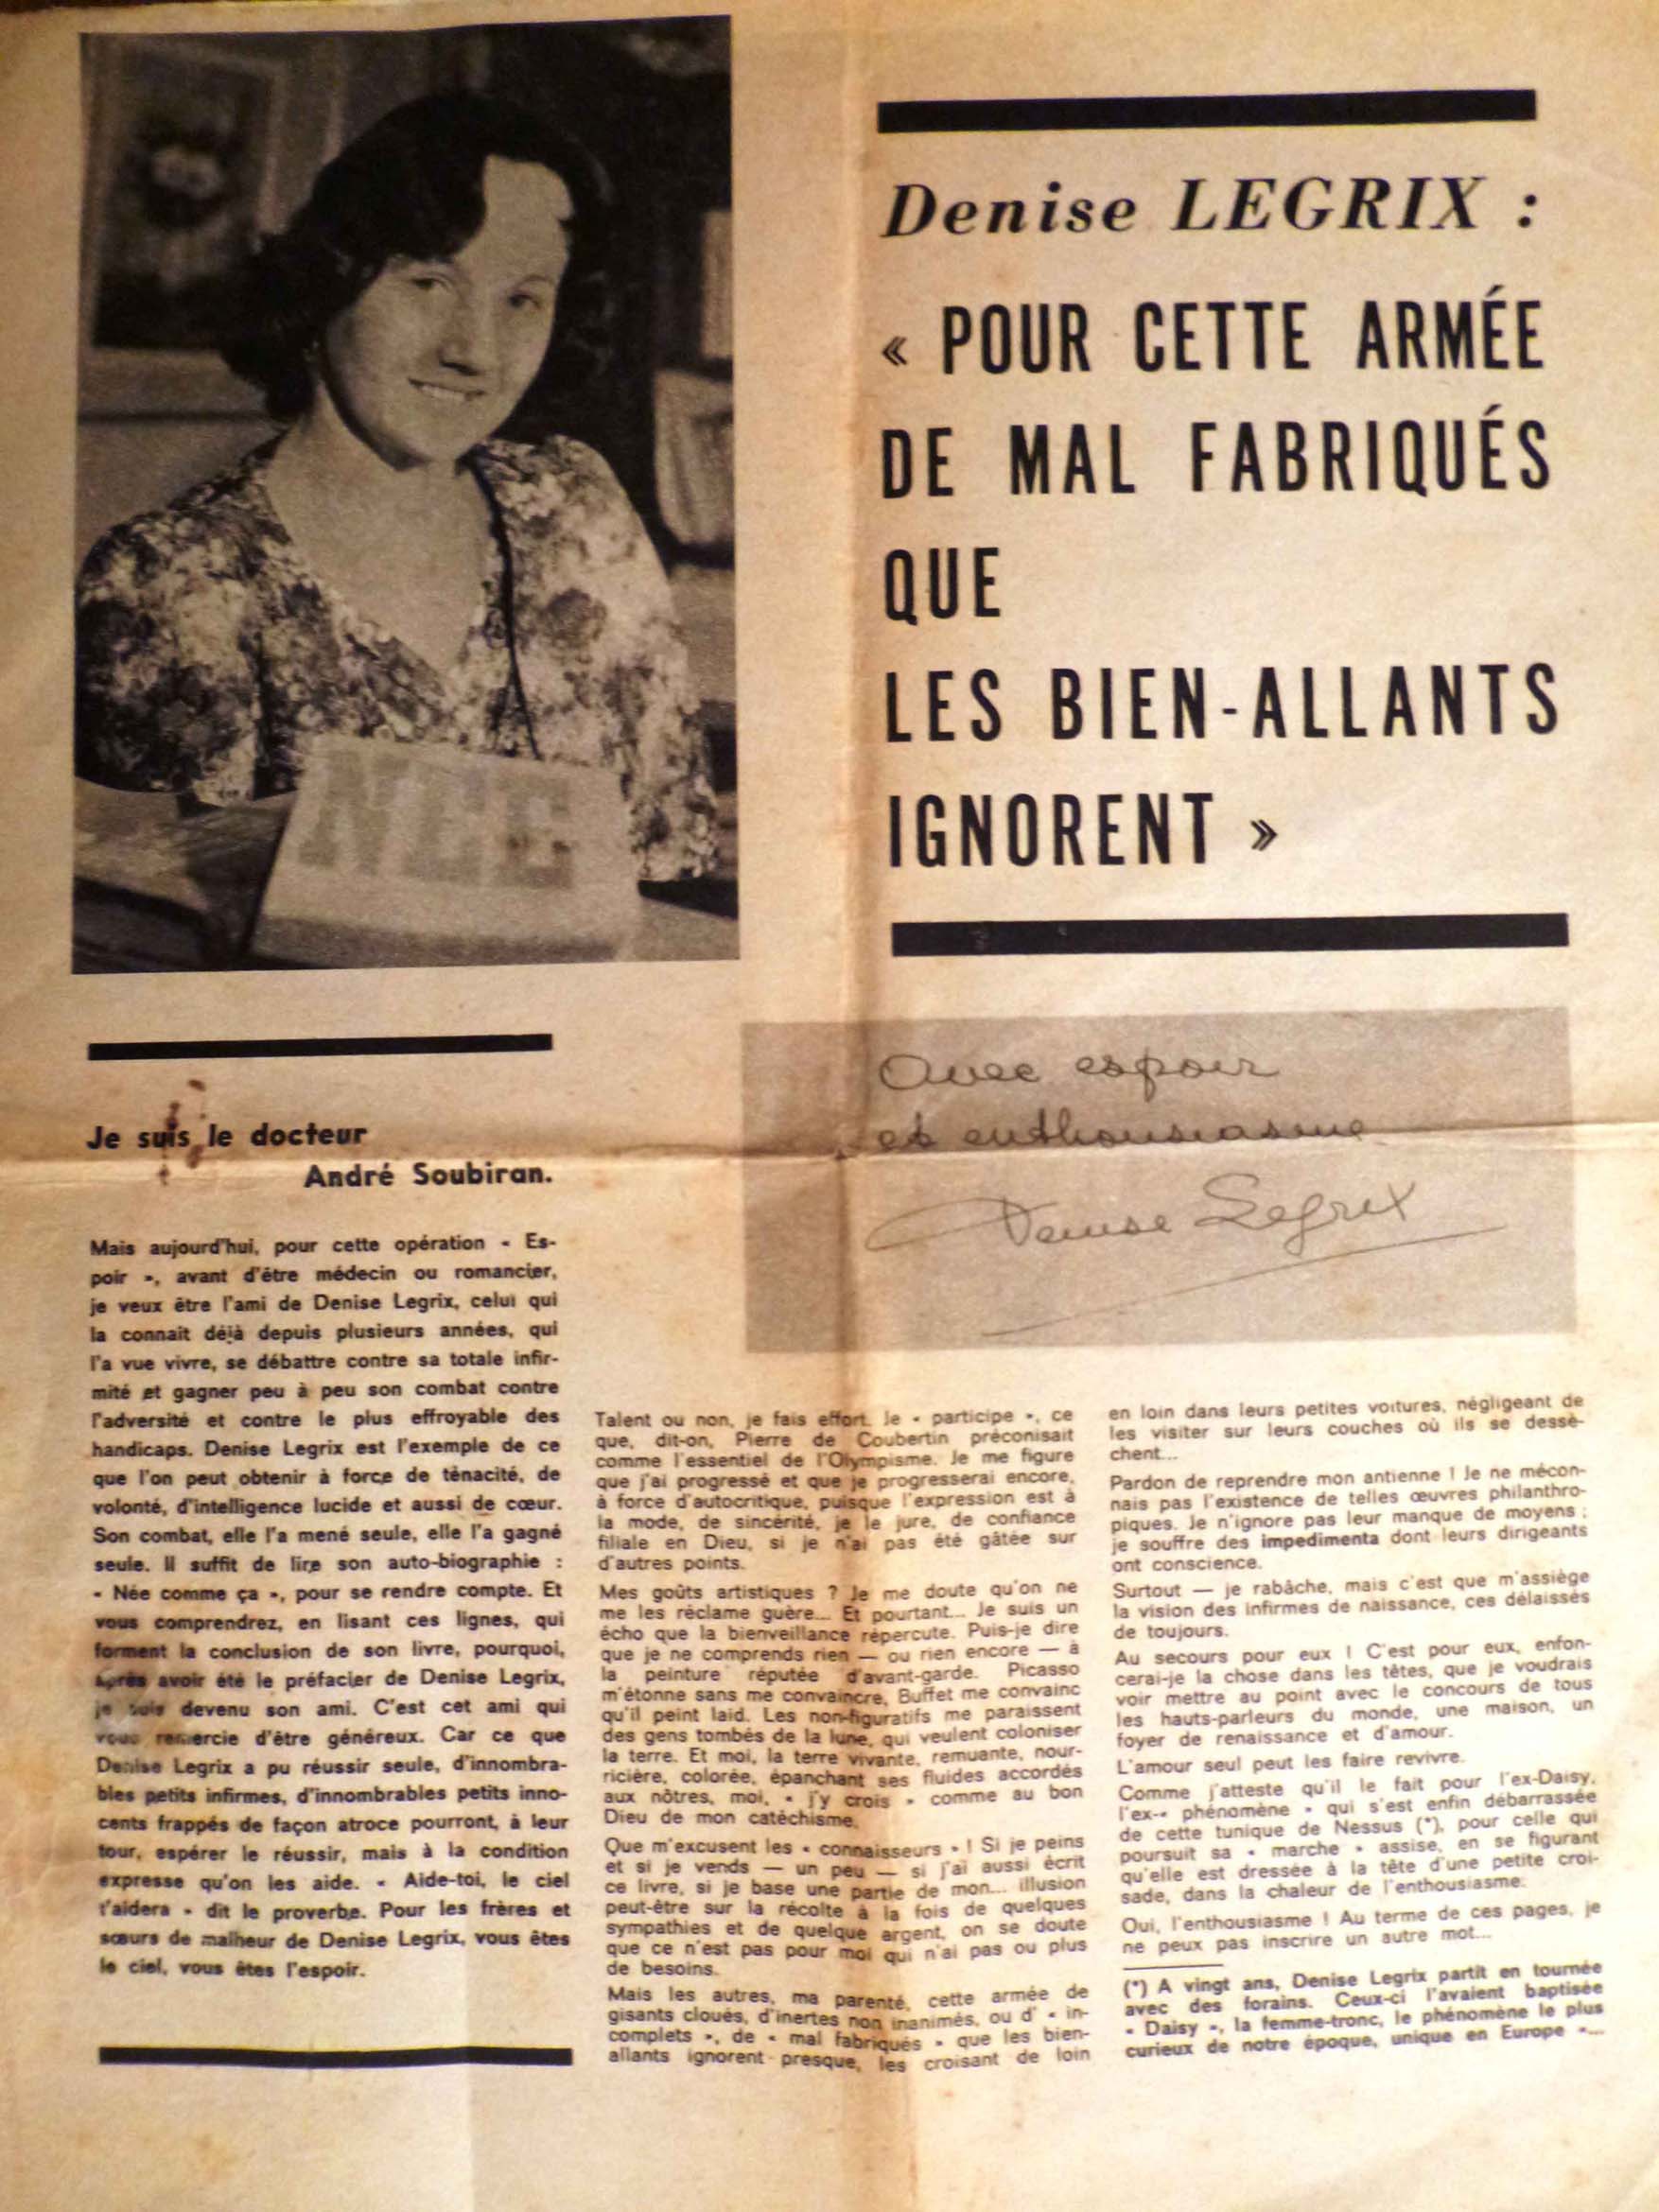 Denise LEGRIX :
« POUR CETTE ARMÉE
DE MAL FABRIQUÉS
QUE
LES BIEN-ALLANTS
IGNORENT »
Avec espoir
et enthousiasme
Denise Legrix
Je suis le docteur
André Soubiran.
Mais aujourd'hui, pour cette opération « Es-
poir », avant d'être médecin ou romancier,
je veux être l'ami de Denise Legrix, celui qui
la connait déjà depuis plusieurs années, qui
l'a vue vivre, se débattre contre sa totale infir-
mité et gagner peu à peu son combat contre
l'adversité et contre le plus effroyable des
handicaps. Denise Legrix est l'exemple de ce
que l'on peut obtenir à force de ténacité, de
volonté, d'intelligence lucide et aussi de cœur.
Son combat, elle l'a mené seule, elle l'a gagné
seule. Il suffit de lire son auto-biographie :
« Née comme ça », pour se rendre compte. Et
vous comprendrez, en lisant ces lignes, qui
forment la conclusion de son livre, pourquoi,
après avoir été le préfacier de Denise Legrix,
je suis devenu son ami. C'est cet ami qui
vous remercie d'être généreux. Car ce que
Denise Legrix a pu réussir seule, d'innombra-
bles petits infirmes, d'innombrables petits inno-
cents frappés de façon atroce pourront, à leur
tour, espérer le réussir, mais à la condition
expresse qu'on les aide. « Aide-toi, le ciel
t'aidera » dit le proverbe. Pour les frères et
sœurs de malheur de Denise Legrix, vous êtes
le ciel, vous êtes l'espoir.
Talent ou non, je fais effort. Je « participe », ce
que, dit-on, Pierre de Coubertin préconisait
comme l'essentiel de l'Olympisme. Je me figure
que j'ai progressé et que je progresserai encore,
à force d'autocritique, puisque l'expression est à
la mode, de sincérité, je le jure, de confiance
filiale en Dieu, si je n'ai pas été gâtée sur
d'autres points.
Mes goûts artistiques ? Je me doute qu'on ne
me les réclame guère... Et pourtant... Je suis un
écho que la bienveillance répercute. Puis-je dire
que je ne comprends rien — ou rien encore — à
la peinture réputée d'avant-garde. Picasso
m'étonne sans me convaincre, Buffet me convainc
qu'il peint laid. Les non-figuratifs me paraissent
des gens tombés de la lune, qui veulent coloniser
la terre. Et moi, la terre vivante, remuante, nour-
ricière, colorée, épanchant ses fluides accordés
aux nôtres, moi, « j'y crois » comme au bon
Dieu de mon catéchisme.
Que m'excusent les « connaisseurs » ! Si je peins
et si je vends — un peu — si j'ai aussi écrit
ce livre, si je base une partie de mon... illusion
peut-être sur la récolte à la fois de quelques
sympathies et de quelque argent, on se doute
que ce n'est pas pour moi qui n'ai pas ou plus
de besoins.
Mais les autres, ma parenté, cette armée de
gisants cloués, d'inertes non inanimés, ou d' « in-
complets », de « mal fabriqués » que les bien-
allants ignorent presque, les croisant de loin
en loin dans leurs petites voitures, négligeant de
les visiter sur leurs couches où ils se dessè-
chent...
Pardon de reprendre mon antienne ! Je ne mécon-
nais pas l'existence de telles œuvres philanthro-
piques. Je n'ignore pas leur manque de moyens ;
je souffre des impedimenta dont leurs dirigeants
ont conscience.
Surtout — je rabâche, mais c'est que m'assiège
la vision des infirmes de naissance, ces délaissés
de toujours.
Au secours pour eux ! C'est pour eux, enfon-
cerai-je la chose dans les têtes, que je voudrais
voir mettre au point avec le concours de tous
les hauts-parleurs du monde, une maison, un
foyer de renaissance et d'amour.
L'amour seul peut les faire revivre.
Comme j'atteste qu'il le fait pour l'ex-Daisy,
l'ex-« phénomène » qui s'est enfin débarrassée
de cette tunique de Nessus (*), pour celle qui
poursuit sa « marche » assise, en se figurant
qu'elle est dressée à la tête d'une petite croi-
sade, dans la chaleur de l'enthousiasme.
Oui, l'enthousiasme ! Au terme de ces pages, je
ne peux pas inscrire un autre mot...
(*) A vingt ans, Denise Legrix partit en tournée
avec des forains. Ceux-ci l'avaient baptisée
« Daisy », la femme-tronc, le phénomène le plus
curieux de notre époque, unique en Europe »...